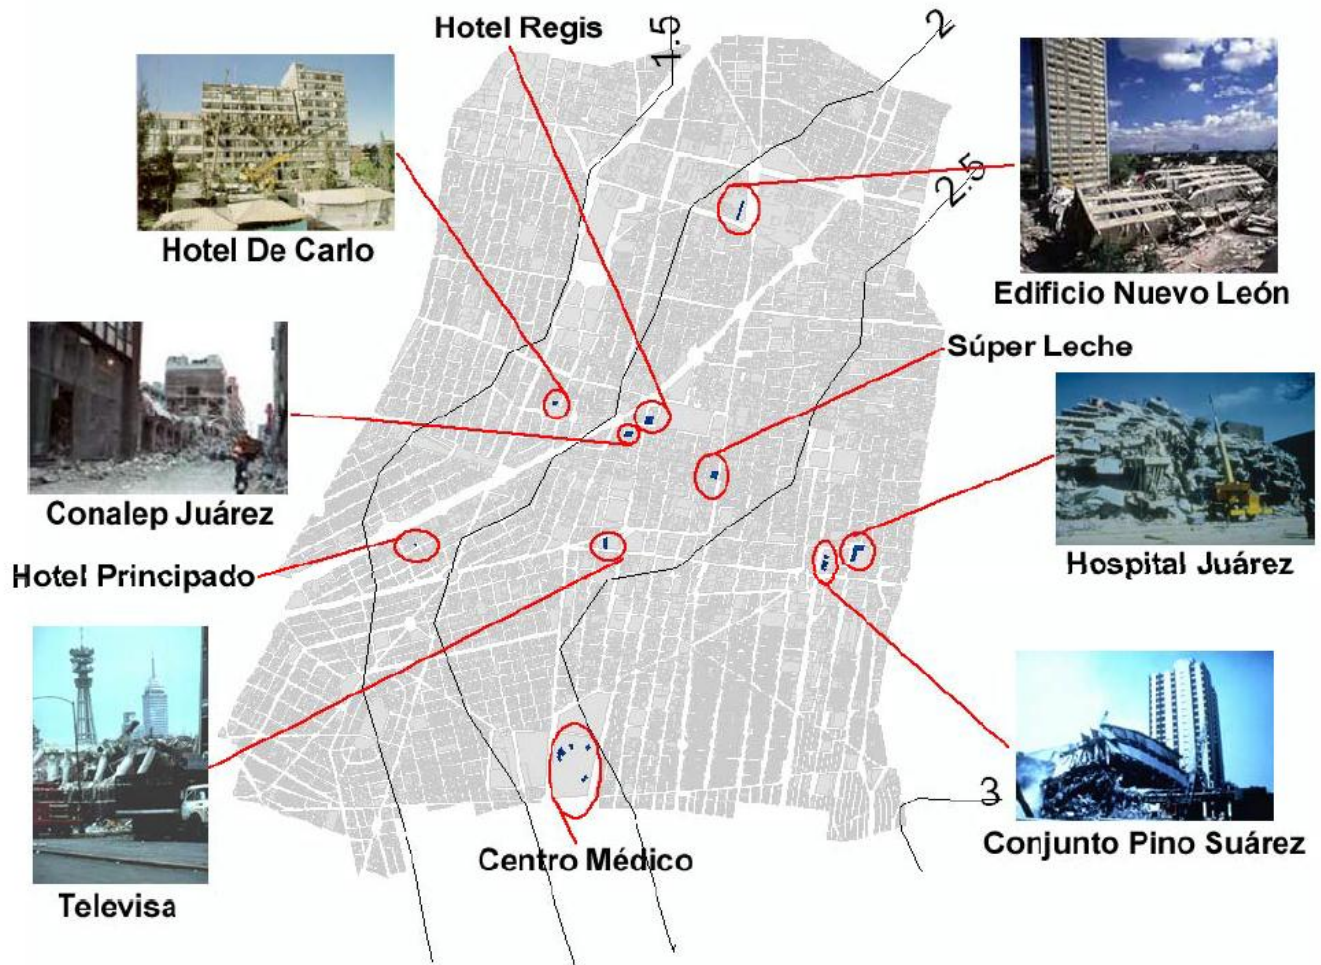 Hotel Regis
1.5
2
Hotel De Carlo
2.5
Edificio Nuevo León
Súper Leche
Conalep Juárez
Hospital Juárez
Hotel Principado
3
Conjunto Pino Suárez
Centro Médico
Televisa